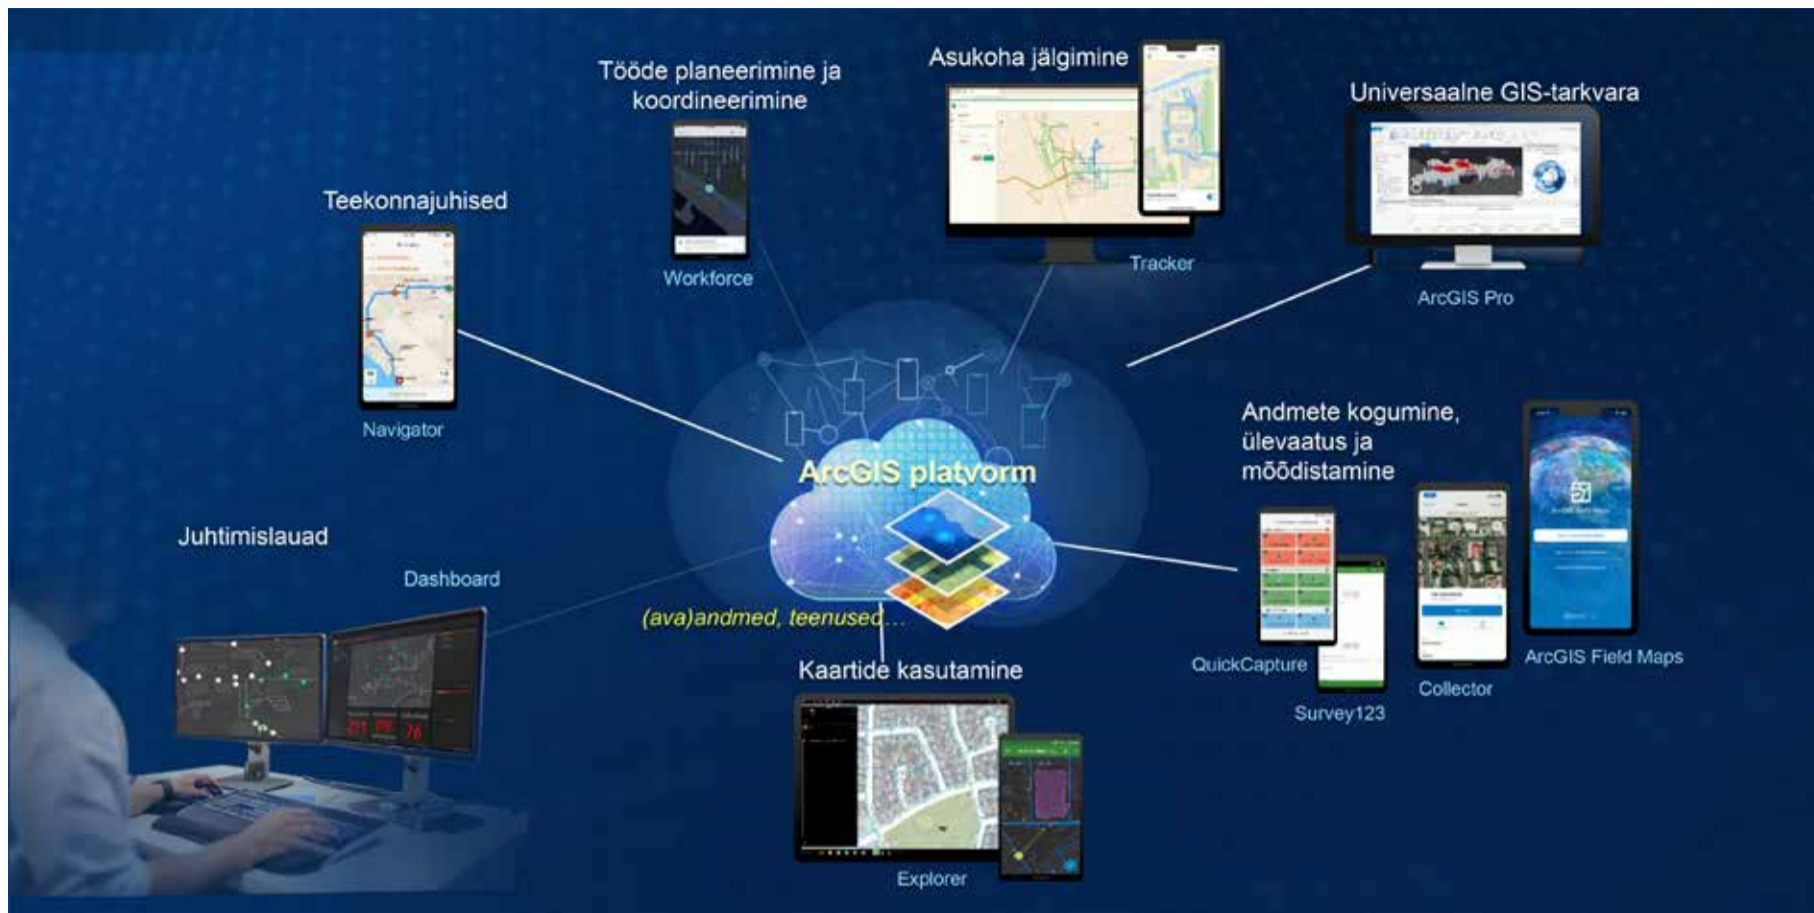 Tööde planeerimine ja
koordineerimine
Workforce
Asukoha jälgimine
Tracker
Universaalne GIS-tarkvara
ArcGIS Pro
Teekonnajuhised
Navigator
ArcGIS platvorm
(ava)andmed, teenused…
Andmete kogumine,
ülevaatus ja
mõõdistamine
QuickCapture
Survey123
Collector
ArcGIS Field Maps
Juhtimislauad
Dashboard
Kaartide kasutamine
Explorer